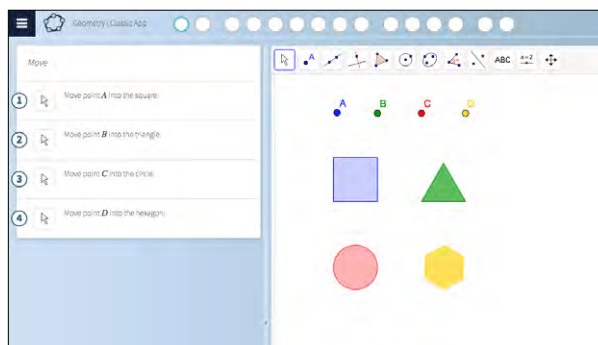 Geometry | Classic App
Move
1 Move point A into the square.
2 Move point B into the triangle.
3 Move point C into the circle.
4 Move point D into the hexagon.
A
ABC
a=2
A
B
C
D